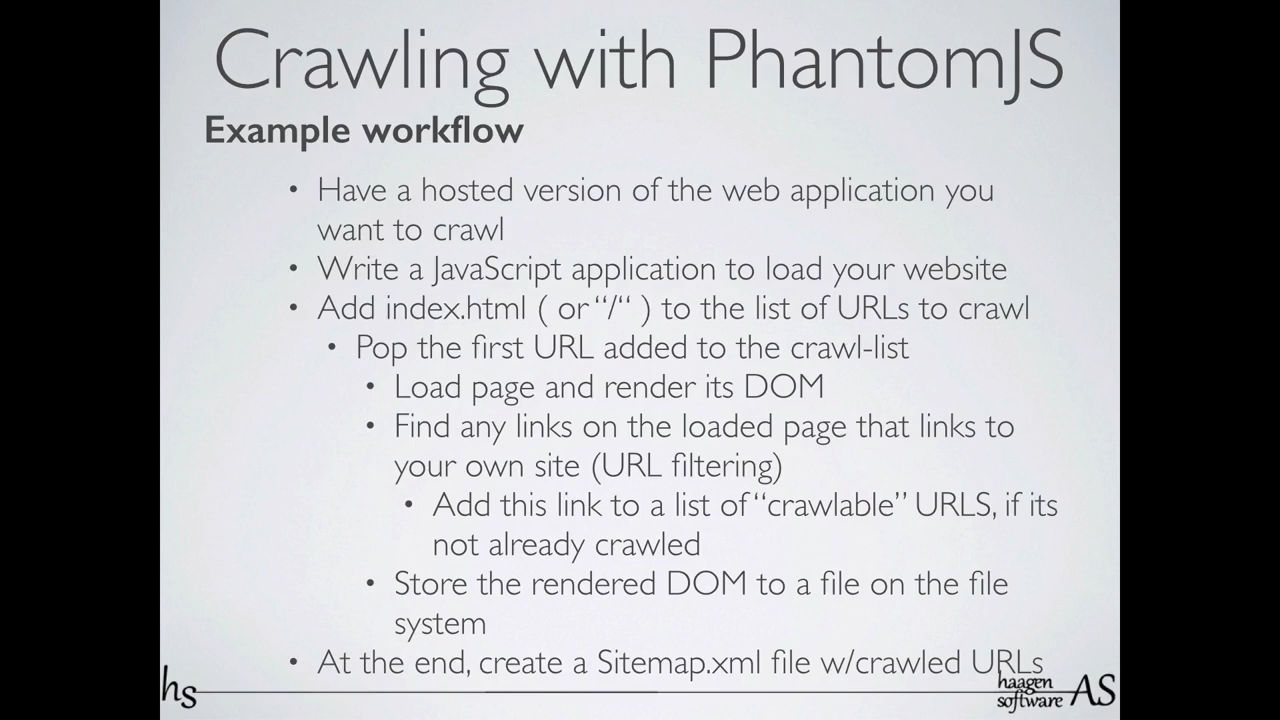 Crawling with PhantomJS
Example workflow
• Have a hosted version of the web application you
want to crawl
• Write a JavaScript application to load your website
• Add index.html ( or “/“ ) to the list of URLs to crawl
• Pop the first URL added to the crawl-list
• Load page and render its DOM
• Find any links on the loaded page that links to
your own site (URL filtering)
• Add this link to a list of “crawlable” URLS, if its
not already crawled
• Store the rendered DOM to a file on the file
system
• At the end, create a Sitemap.xml file w/crawled URLs
hs
haagen
software AS